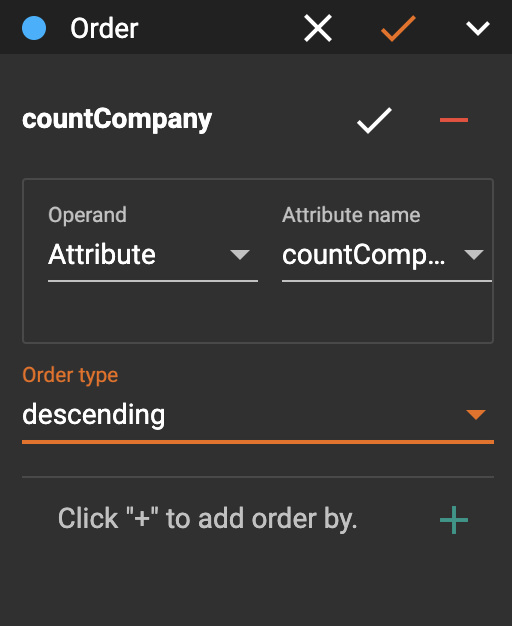 Order
countCompany
Operand
Attribute name
Attribute
countComp...
Order type
descending
Click "+" to add order by.